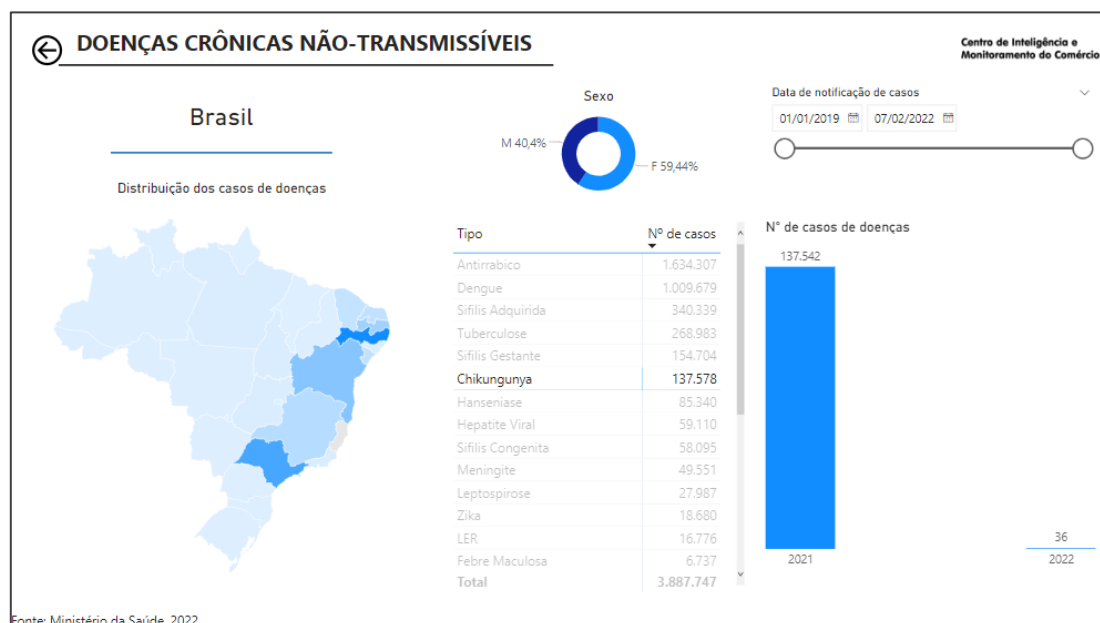 DOENÇAS CRÔNICAS NÃO-TRANSMISSÍVEIS
Centro de Inteligência e
Monitoramento do Comércio
Brasil
Distribuição dos casos de doenças
Sexo
M 40,4%
F 59,44%
Data de notificação de casos
01/01/2019
07/02/2022
Tipo Nº de casos
Antirrabico 1.634.307
Dengue 1.009.679
Sifilis Adquirida 340.339
Tuberculose 268.983
Sifilis Gestante 154.704
Chikungunya 137.578
Hanseniase 85.340
Hepatite Viral 59.110
Sifilis Congenita 58.095
Meningite 49.551
Leptospirose 27.987
Zika 18.680
LER 16.776
Febre Maculosa 6.737
Total 3.887.747
N° de casos de doenças
137.542
36
2021
2022
Fonte: Ministério da Saúde, 2022